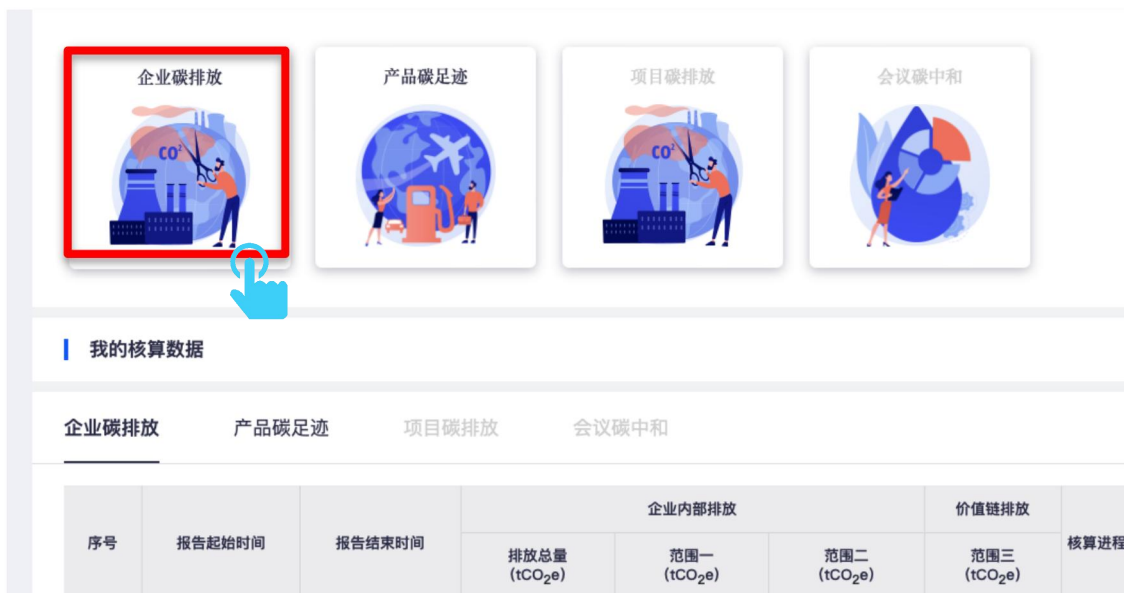 企业碳排放
产品碳足迹
项目碳排放
会议碳中和
CO²
CO²
我的核算数据
企业碳排放 产品碳足迹 项目碳排放 会议碳中和
企业内部排放 价值链排放
序号 报告起始时间 报告结束时间 核算进程
排放总量 范围一 范围二 范围三
(tCO₂e) (tCO₂e) (tCO₂e) (tCO₂e)